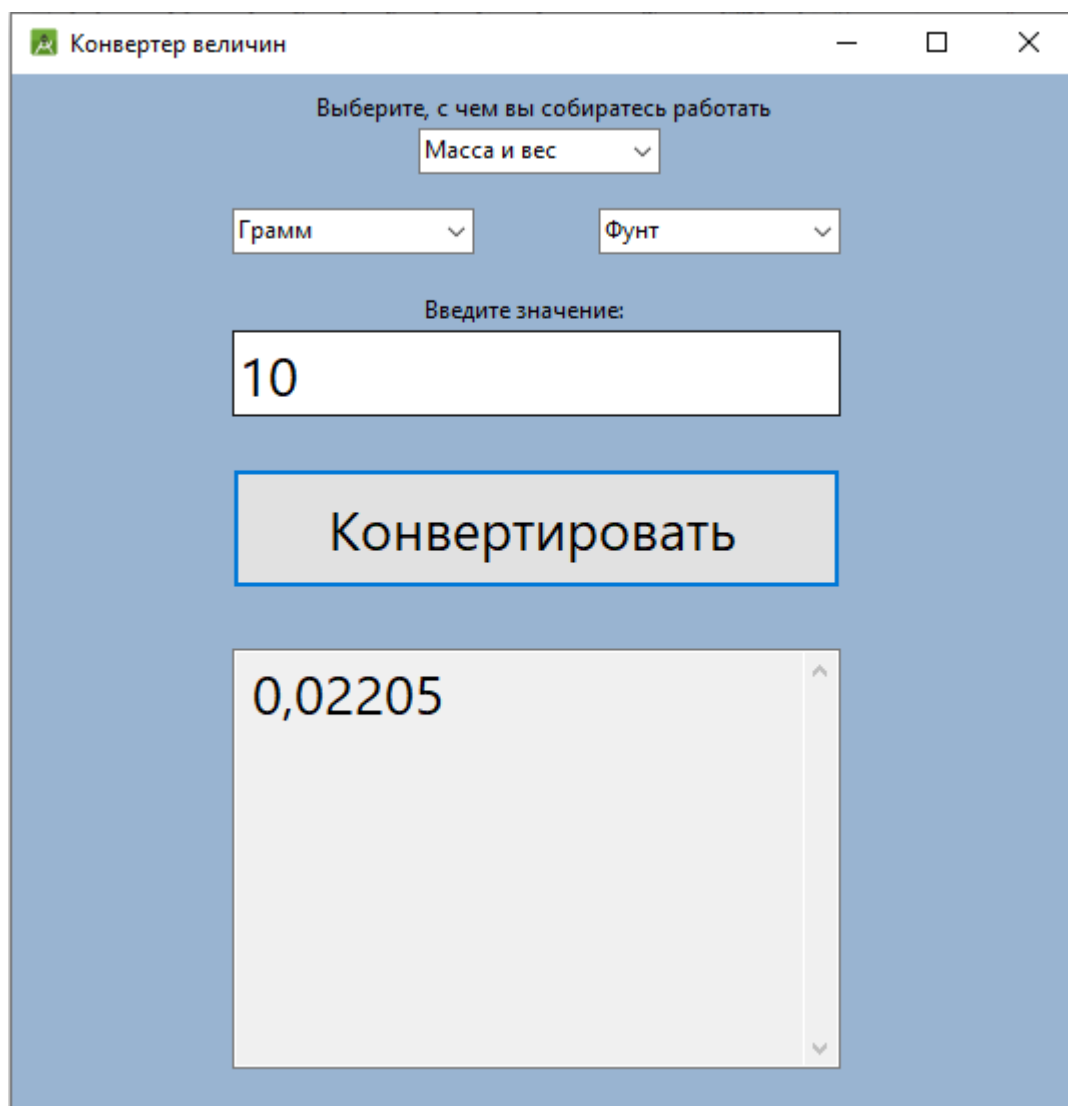 Конвертер величин
Выберите, с чем вы собиратесь работать
Масса и вес
Грамм Фунт
Введите значение:
10
Конвертировать
0,02205